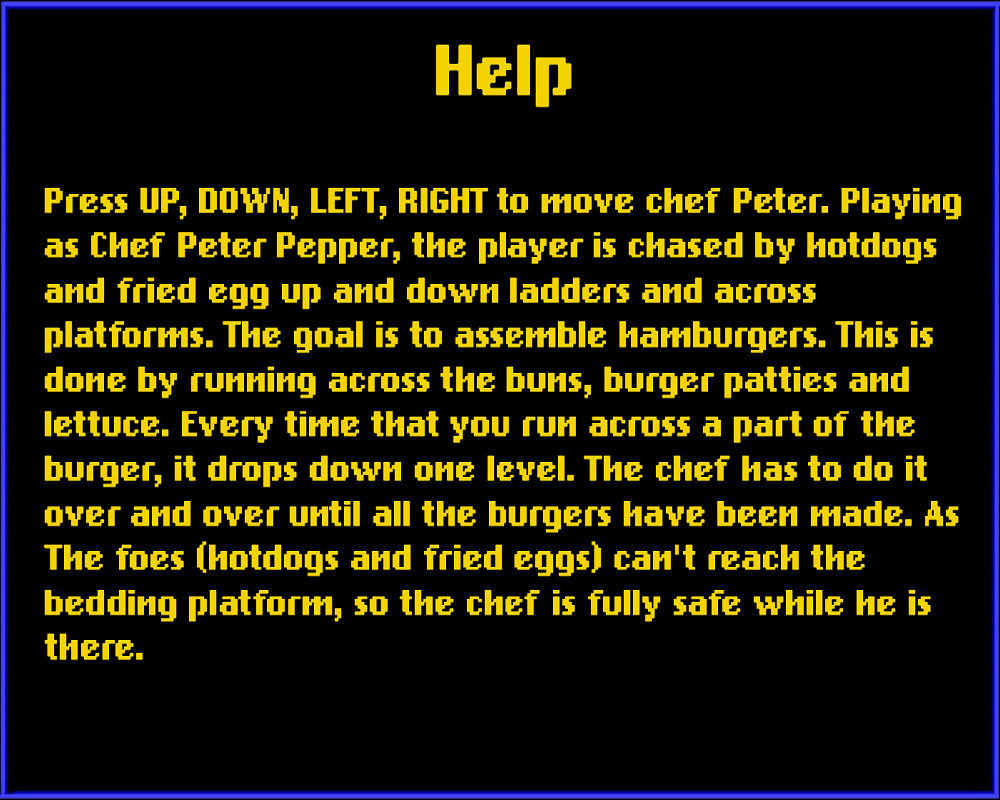 Help
Press UP, DOWN, LEFT, RIGHT to move chef Peter. Playing
as Chef Peter Pepper, the player is chased by hotdogs
and fried egg up and down ladders and across
platforms. The goal is to assemble hamburgers. This is
done by running across the buns, burger patties and
lettuce. Every time that you run across a part of the
burger, it drops down one level. The chef has to do it
over and over until all the burgers have been made. As
The foes (hotdogs and fried eggs) can't reach the
bedding platform, so the chef is fully safe while he is
there.